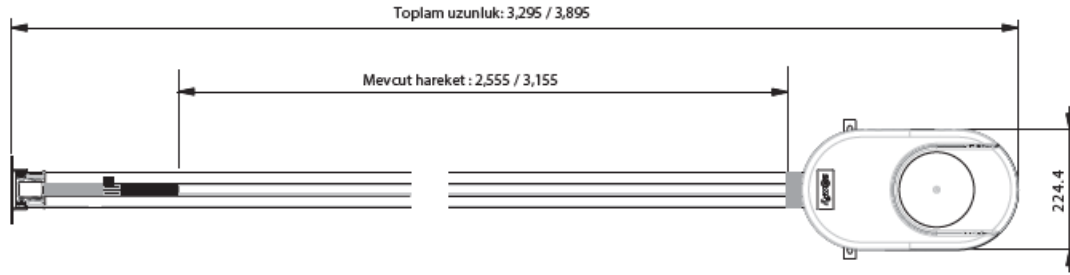 Toplam uzunluk: 3,295 / 3,895
Mevcut hareket : 2,555 / 3,155
224.4